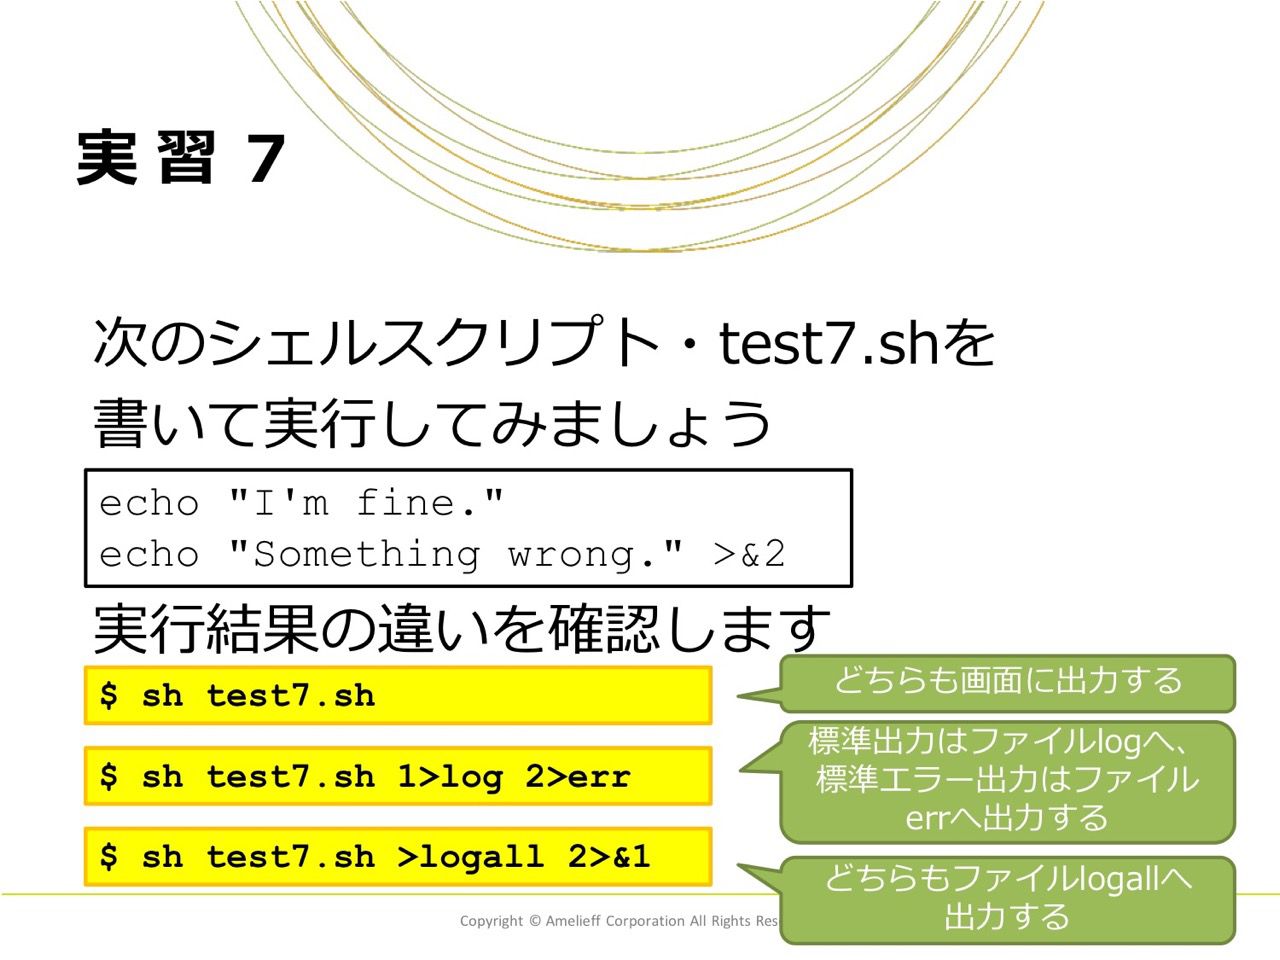 実習 7
次のシェルスクリプト・test7.shを
書いて実行してみましょう
echo "I'm fine."
echo "Something wrong." >&2
実行結果の違いを確認します
$ sh test7.sh
どちらも画面に出力する
$ sh test7.sh 1>log 2>err
標準出力はファイルlogへ、
標準エラー出力はファイル
errへ出力する
$ sh test7.sh >logall 2>&1
どちらもファイルlogallへ
出力する
Copyright © Amelieff Corporation All Rights